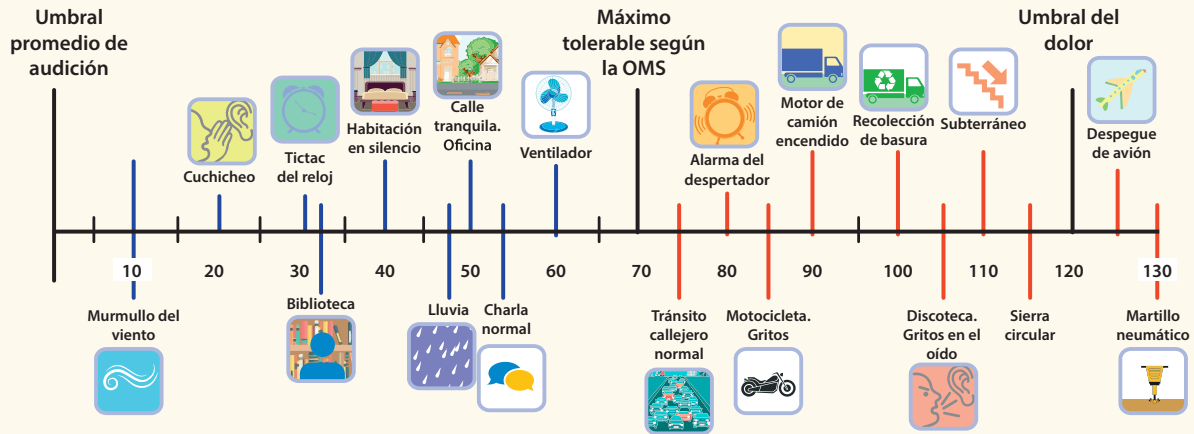 Umbral
promedio de
audición
Máximo
tolerable según
la OMS
Umbral del
dolor
Cuchicheo
Tictac
del reloj
Habitación
en silencio
Calle
tranquila.
Oficina
Ventilador
Alarma del
despertador
Motor de
camión
encendido
Recolección
de basura
Subterráneo
Despegue
de avión
10
20
30
40
50
60
70
80
90
100
110
120
130
Murmullo del
viento
Biblioteca
Lluvia
Charla
normal
Tránsito
callejero
normal
Motocicleta.
Gritos
Discoteca.
Gritos en el
oído
Sierra
circular
Martillo
neumático